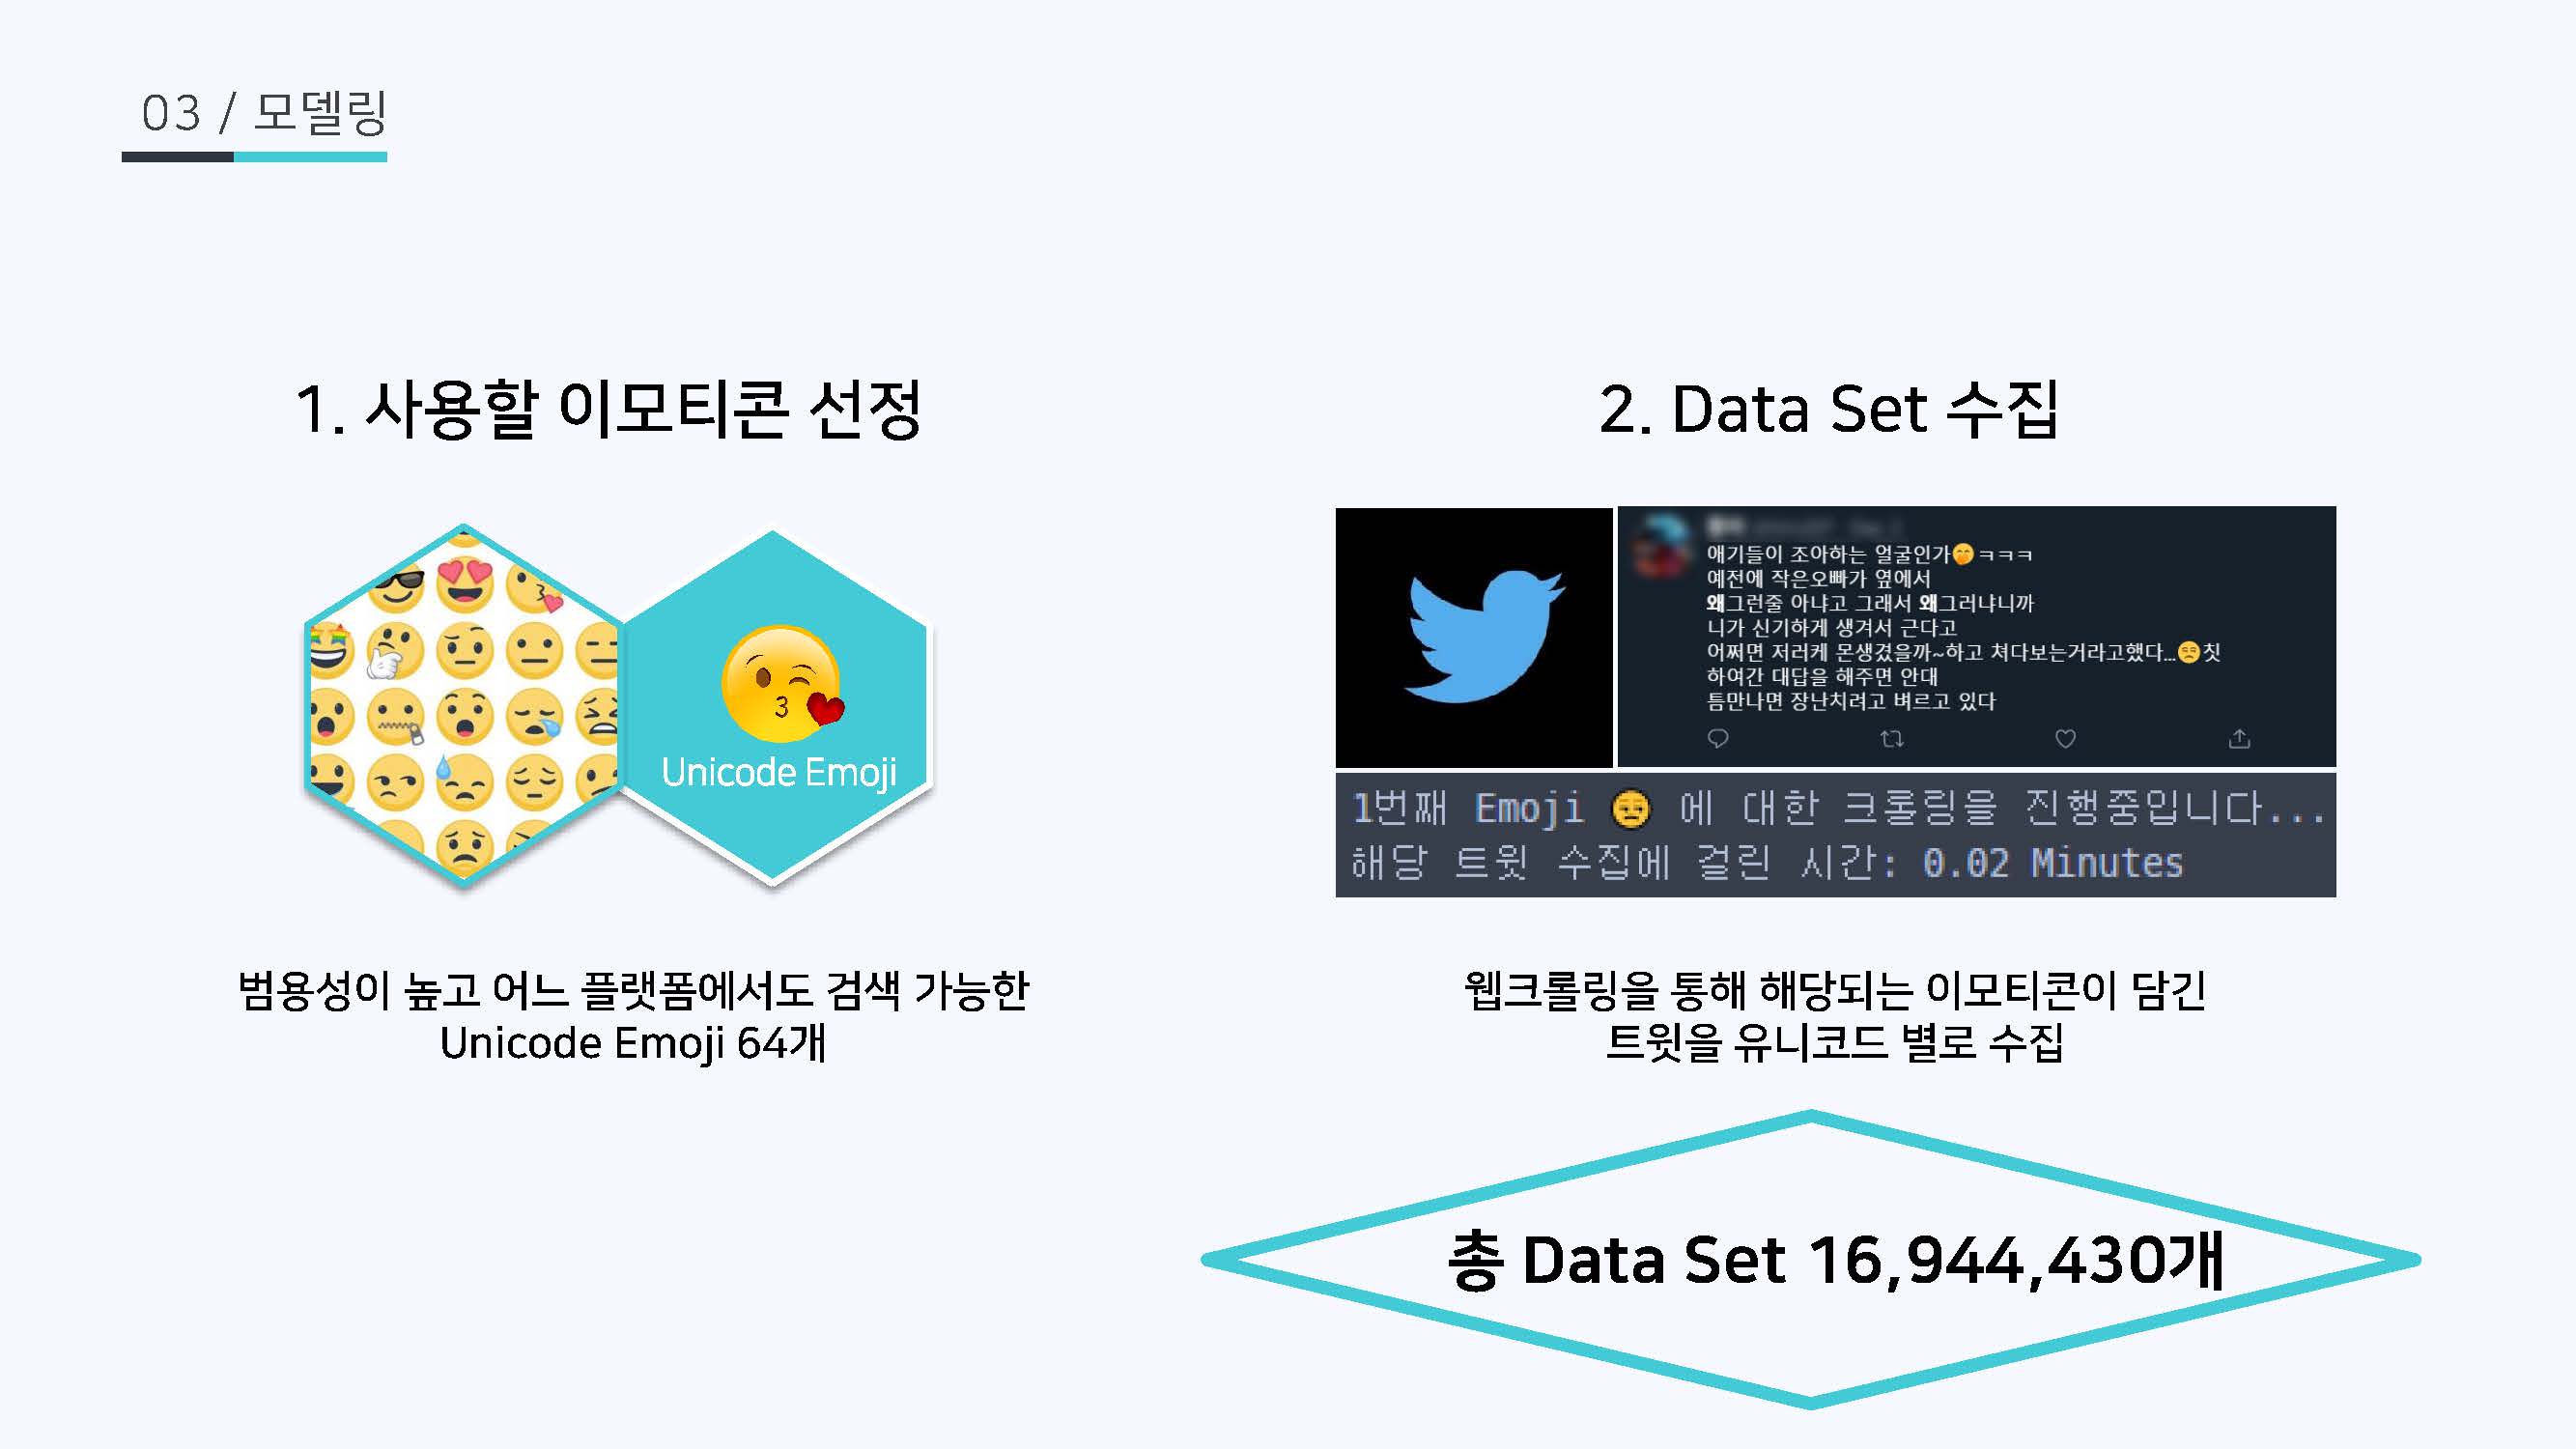 03 / 모델링
1. 사용할 이모티콘 선정
Unicode Emoji
범용성이 높고 어느 플랫폼에서도 검색 가능한
Unicode Emoji 64개
2. Data Set 수집
애기들이 조아하는 얼굴인가🤭ㅋㅋㅋ
예전에 작은오빠가 옆에서
왜그런줄 아냐고 그래서 왜그러냐니까
니가 신기하게 생겨서 근다고
어쩌면 저러케 몬생겼을까~하고 쳐다보는거라고했다...😒칫
하여간 대답을 해주면 안대
틈만나면 장난치려고 벼르고 있다
1번째 Emoji 😒 에 대한 크롤링을 진행중입니다...
해당 트윗 수집에 걸린 시간: 0.02 Minutes
웹크롤링을 통해 해당되는 이모티콘이 담긴
트윗을 유니코드 별로 수집
총 Data Set 16,944,430개